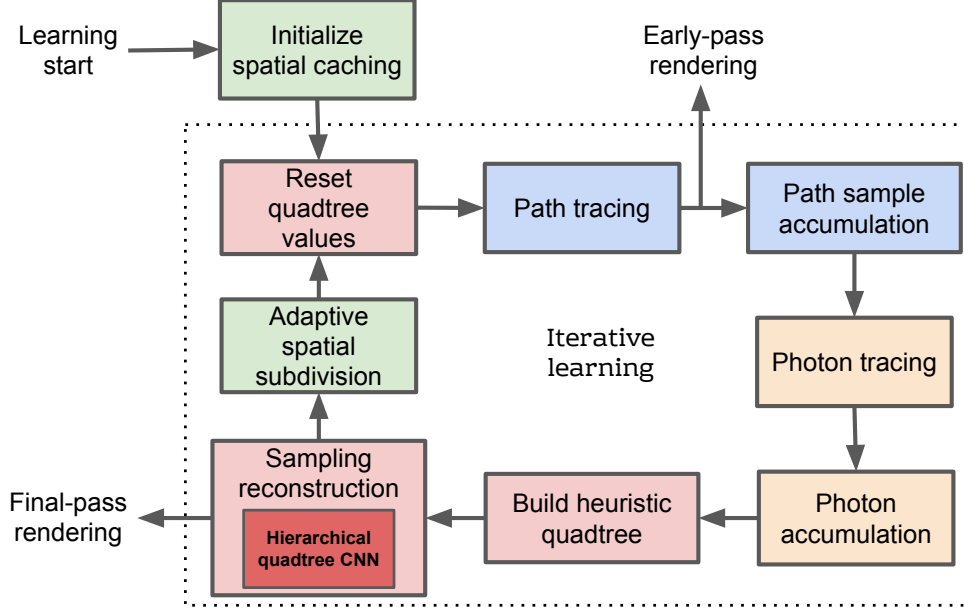 Learning
start
Initialize
spatial caching
Early-pass
rendering
Reset
quadtree
values
Path tracing
Path sample
accumulation
Adaptive
spatial
subdivision
Iterative
learning
Photon tracing
Final-pass
rendering
Sampling
reconstruction
Hierarchical
quadtree CNN
Build heuristic
quadtree
Photon
accumulation